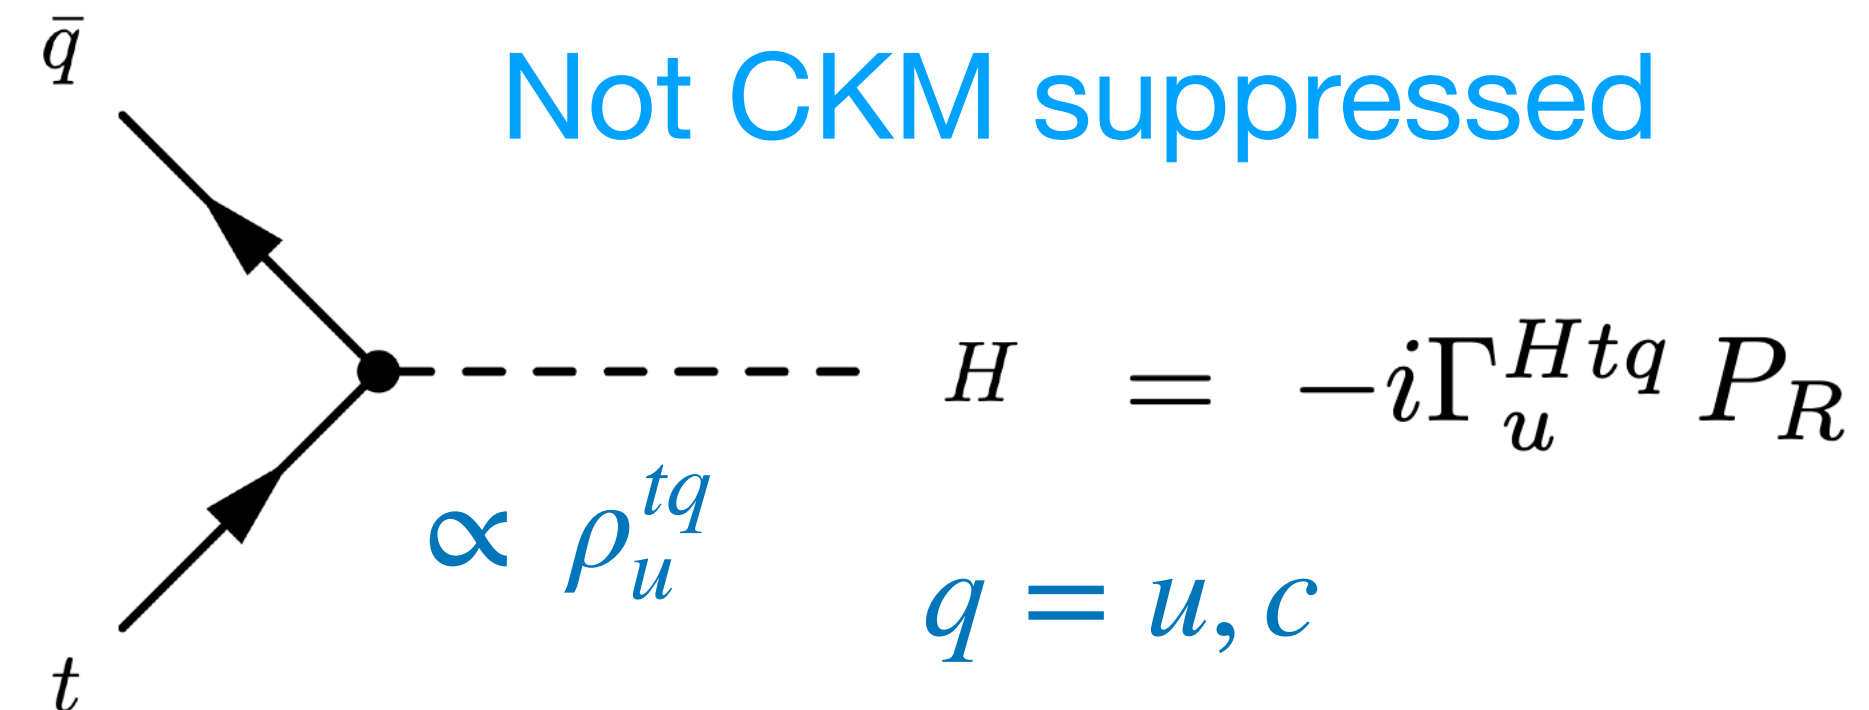 q̄
Not CKM suppressed
H = −iΓ_u^{Htq} P_R
∝ ρ_u^{tq}
q = u, c
t